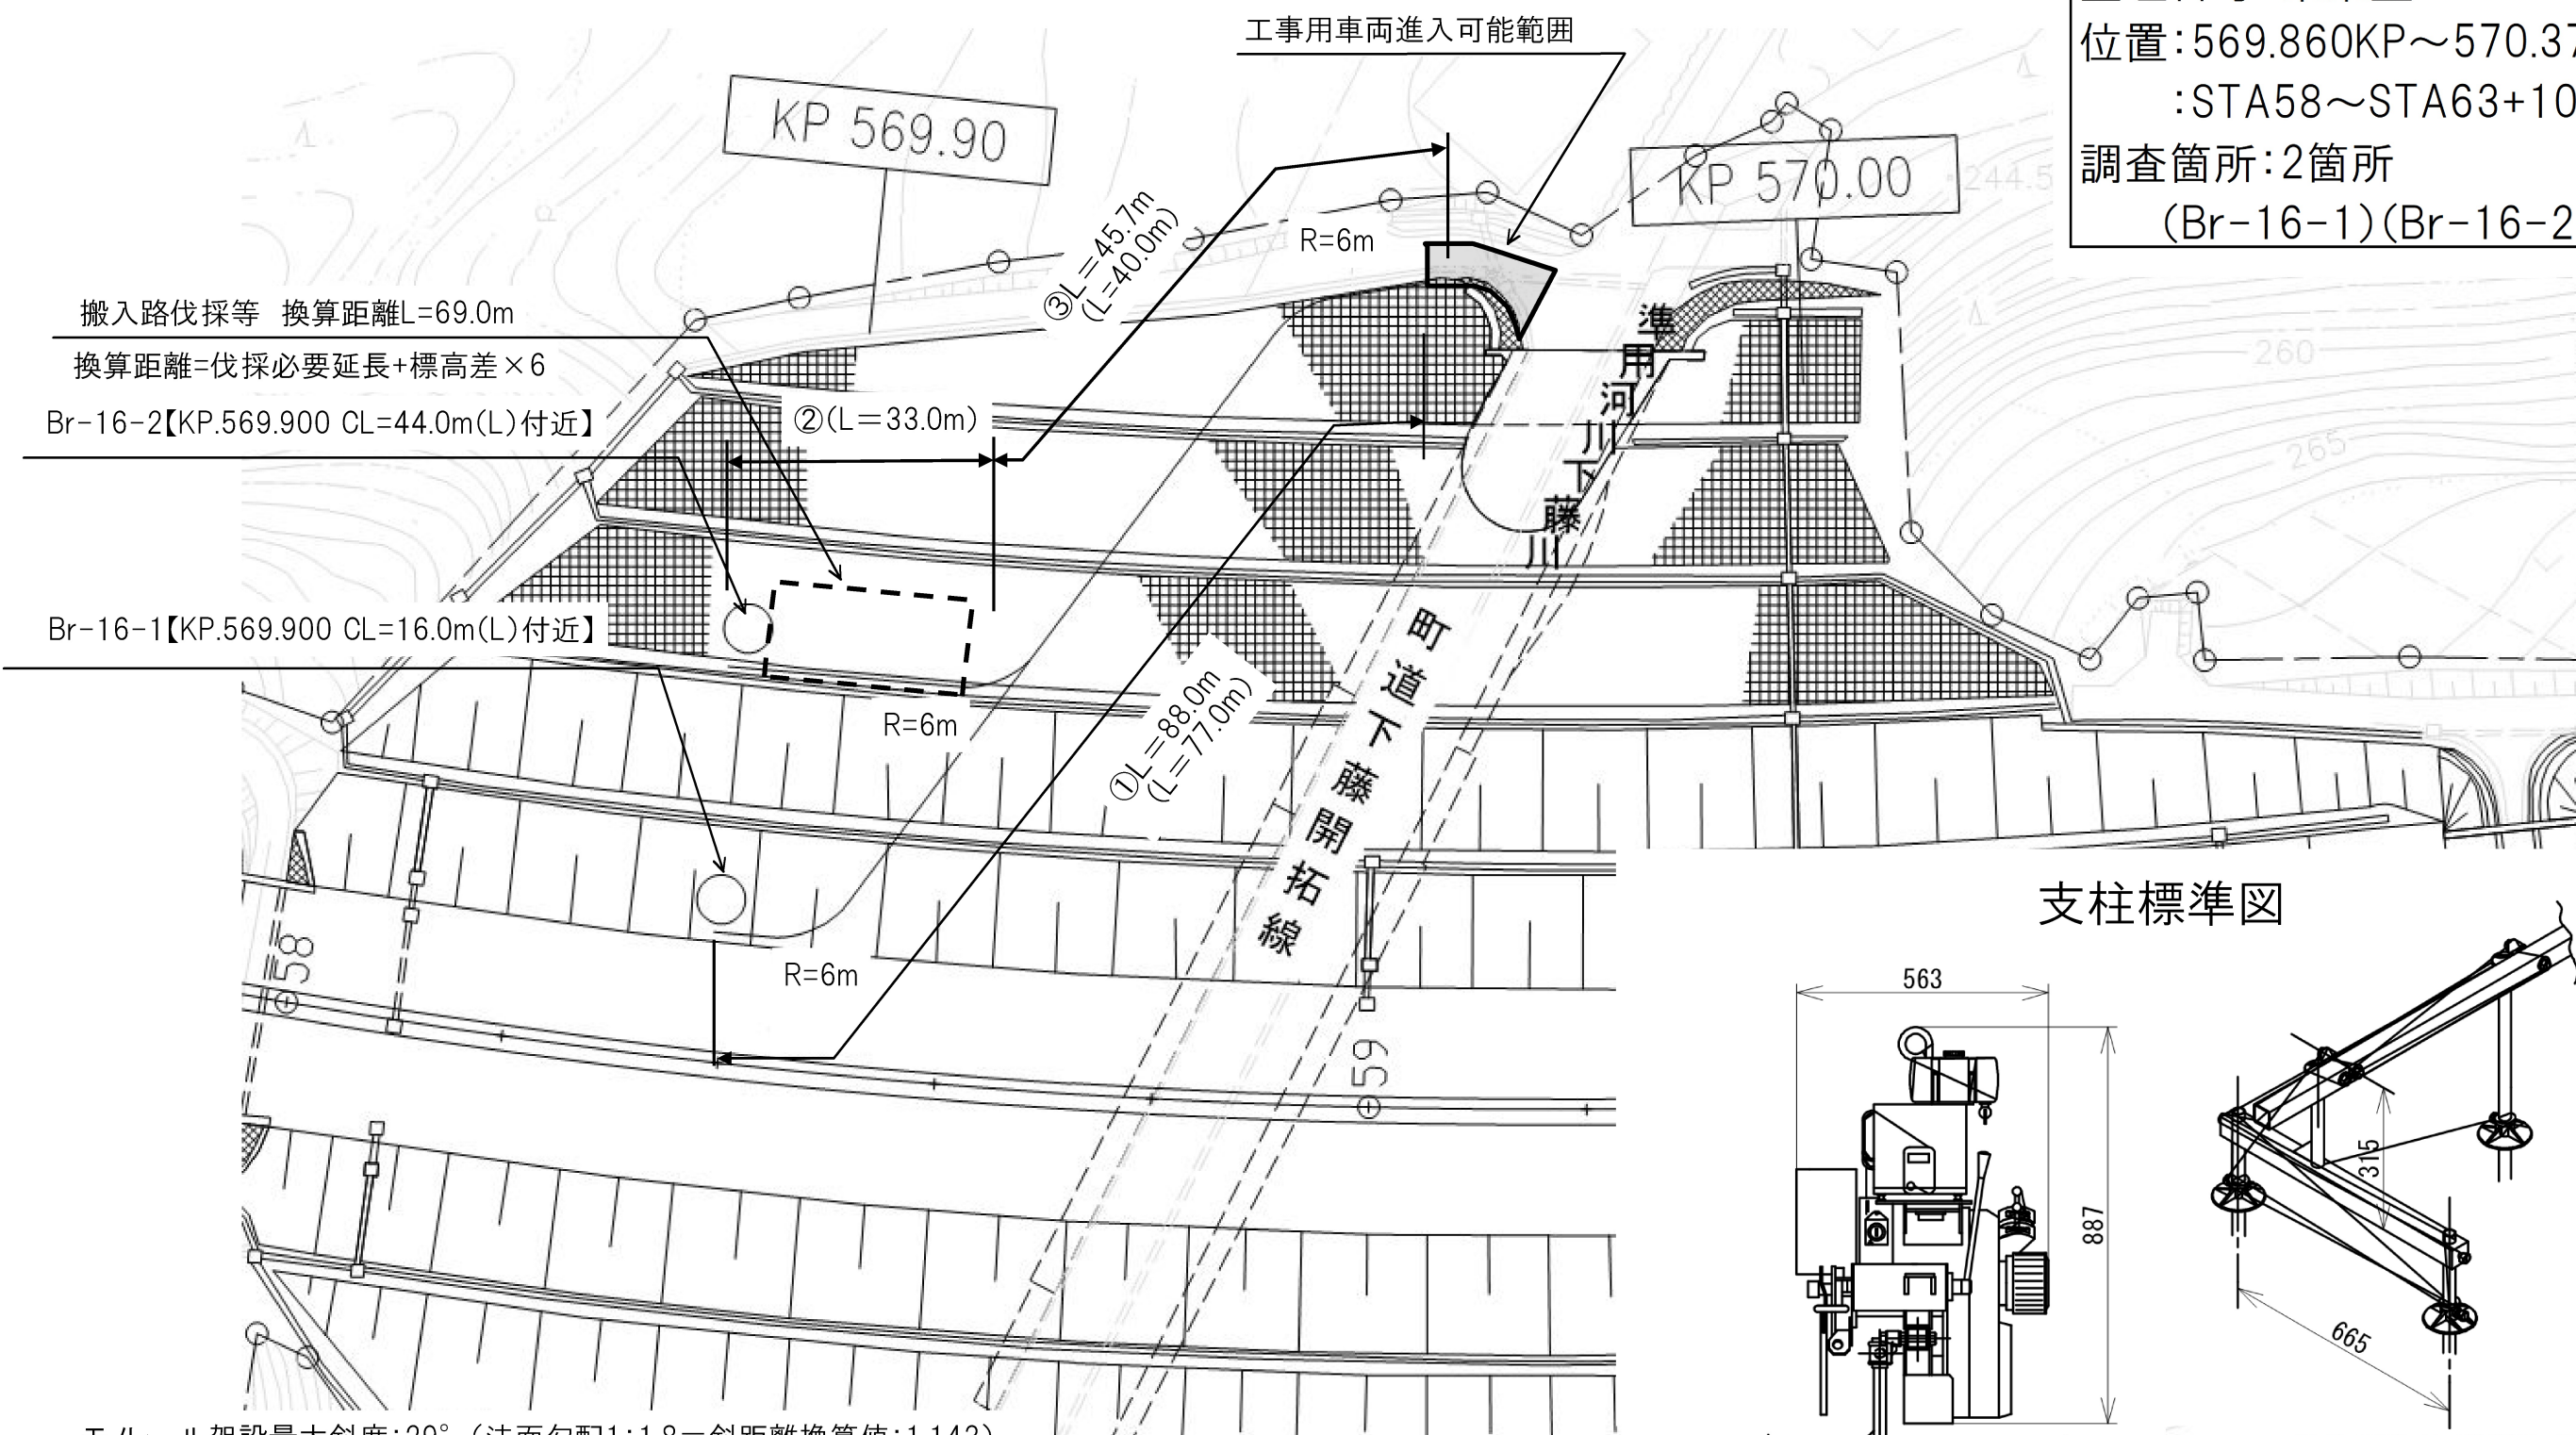 工事用車両進入可能範囲
位置:569.860KP～570.37
:STA58～STA63+10
調査箇所:2箇所
(Br-16-1)(Br-16-2
KP 569.90
KP 570.00
244.5
③L=45.7m
(L=40.0m)
R=6m
搬入路伐採等 換算距離L=69.0m
換算距離=伐採必要延長+標高差×6
Br-16-2【KP.569.900 CL=44.0m(L)付近】
②(L=33.0m)
準用河川下藤川
260
265
Br-16-1【KP.569.900 CL=16.0m(L)付近】
R=6m
①L=88.0m
(L=77.0m)
町道下藤開拓線
R=6m
58
59
支柱標準図
563
887
315
665